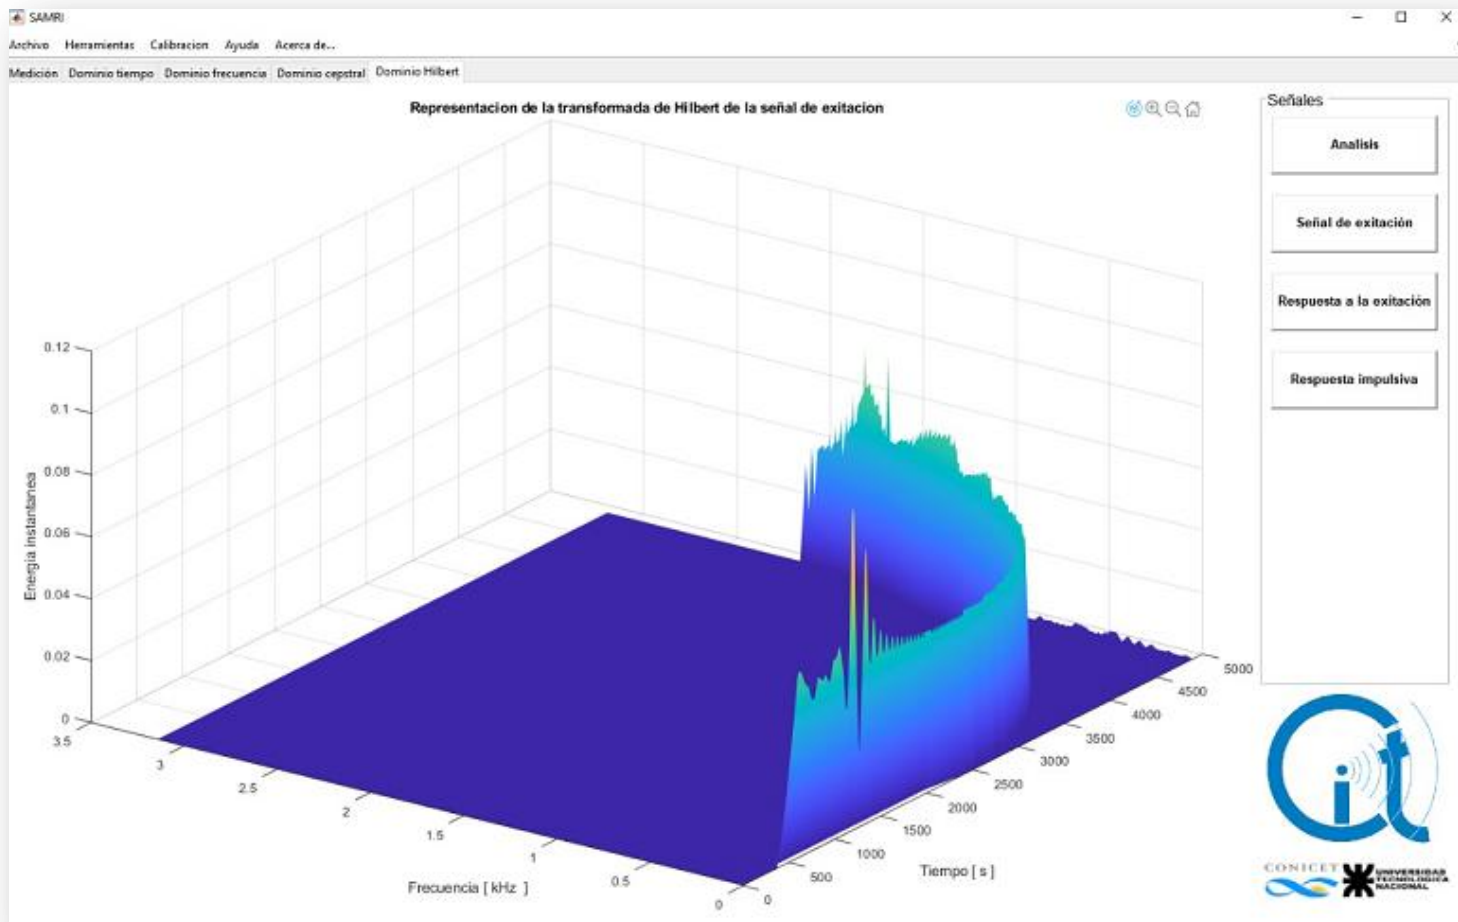 SAMRI
Archivo Herramientas Calibracion Ayuda Acerca de...
Medición Dominio tiempo Dominio frecuencia Dominio cepstral Dominio Hilbert
Representacion de la transformada de Hilbert de la señal de exitacion
Señales
Analisis
Señal de exitación
Respuesta a la exitación
Respuesta impulsiva
0.12
0.1
0.08
0.06
0.04
0.02
0
Energia instantanea
3.5
3
2.5
2
1.5
1
0.5
0
Frecuencia [ kHz ]
0
500
1000
1500
2000
2500
3000
3500
4000
4500
5000
Tiempo [ s ]
CONICET
UNIVERSIDAD
TECNOLOGICA
NACIONAL